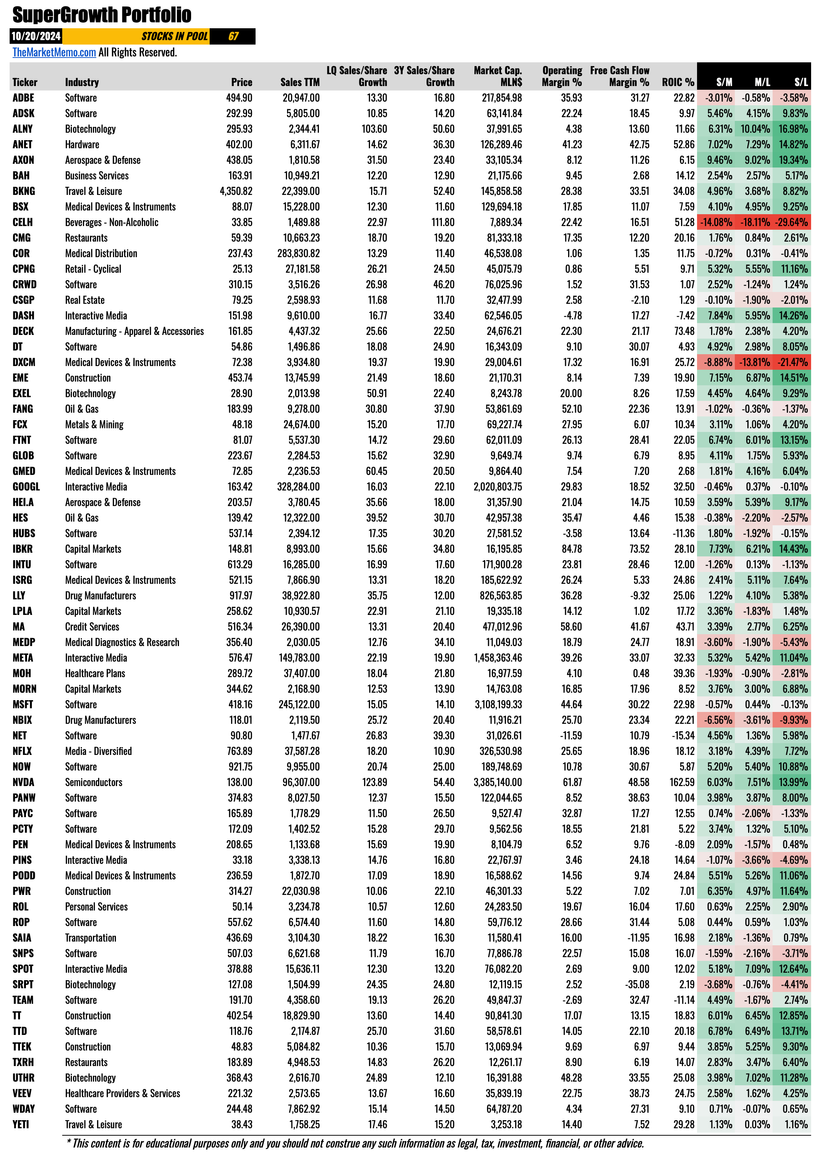 SuperGrowth Portfolio
10/20/2024 STOCKS IN POOL 67
TheMarketMemo.com All Rights Reserved.
LQ Sales/Share 3Y Sales/Share Market Cap. Operating Free Cash Flow
Ticker Industry Price Sales TTM Growth Growth MLN$ Margin % Margin % ROIC % S/M M/L S/L
ADBE Software 494.90 20,947.00 13.30 16.80 217,854.98 35.93 31.27 22.82 -3.01% -0.58% -3.58%
ADSK Software 292.99 5,805.00 10.85 14.20 63,141.84 22.24 18.45 9.97 5.46% 4.15% 9.83%
ALNY Biotechnology 295.93 2,344.41 103.60 50.60 37,991.65 4.38 13.60 11.66 6.31% 10.04% 16.98%
ANET Hardware 402.00 6,311.67 14.62 36.30 126,289.46 41.23 42.75 52.86 7.02% 7.29% 14.82%
AXON Aerospace & Defense 438.05 1,810.58 31.50 23.40 33,105.34 8.12 11.26 6.15 9.46% 9.02% 19.34%
BAH Business Services 163.91 10,949.21 12.20 12.90 21,175.66 9.45 2.68 14.12 2.54% 2.57% 5.17%
BKNG Travel & Leisure 4,350.82 22,399.00 15.71 52.40 145,858.58 28.38 33.51 34.08 4.96% 3.68% 8.82%
BSX Medical Devices & Instruments 88.07 15,228.00 12.30 11.60 129,694.18 17.85 11.07 7.59 4.10% 4.95% 9.25%
CELH Beverages - Non-Alcoholic 33.85 1,489.88 22.97 111.80 7,889.34 22.42 16.51 51.28 -14.08% -18.11% -29.64%
CMG Restaurants 59.39 10,663.23 18.70 19.20 81,333.18 17.35 12.20 20.16 1.76% 0.84% 2.61%
COR Medical Distribution 237.43 283,830.82 13.29 11.40 46,538.08 1.06 1.35 11.75 -0.72% 0.31% -0.41%
CPNG Retail - Cyclical 25.13 27,181.58 26.21 24.50 45,075.79 0.86 5.51 9.71 5.32% 5.55% 11.16%
CRWD Software 310.15 3,516.26 26.98 46.20 76,025.96 1.52 31.53 1.07 2.52% -1.24% 1.24%
CSGP Real Estate 79.25 2,598.93 11.68 11.70 32,477.99 2.58 -2.10 1.29 -0.10% -1.90% -2.01%
DASH Interactive Media 151.98 9,610.00 16.77 33.40 62,546.05 -4.78 17.27 -7.42 7.84% 5.95% 14.26%
DECK Manufacturing - Apparel & Accessories 161.85 4,437.32 25.66 22.50 24,676.21 22.30 21.17 73.48 1.78% 2.38% 4.20%
DT Software 54.86 1,496.86 18.08 24.90 16,343.09 9.10 30.07 4.93 4.92% 2.98% 8.05%
DXCM Medical Devices & Instruments 72.38 3,934.80 19.37 19.90 29,004.61 17.32 16.91 25.72 -8.88% -13.81% -21.47%
EME Construction 453.74 13,745.99 21.49 18.60 21,170.31 8.14 7.39 19.90 7.15% 6.87% 14.51%
EXEL Biotechnology 28.90 2,013.98 50.91 22.40 8,243.78 20.00 8.26 17.59 4.45% 4.64% 9.29%
FANG Oil & Gas 183.99 9,278.00 30.80 37.90 53,861.69 52.10 22.36 13.91 -1.02% -0.36% -1.37%
FCX Metals & Mining 48.18 24,674.00 15.20 17.70 69,227.74 27.95 6.07 10.34 3.11% 1.06% 4.20%
FTNT Software 81.07 5,537.30 14.72 29.60 62,011.09 26.13 28.41 22.05 6.74% 6.01% 13.15%
GLOB Software 223.67 2,284.53 15.62 32.90 9,649.74 9.74 6.79 8.95 4.11% 1.75% 5.93%
GMED Medical Devices & Instruments 72.85 2,236.53 60.45 20.50 9,864.40 7.54 7.20 2.68 1.81% 4.16% 6.04%
GOOGL Interactive Media 163.42 328,284.00 16.03 22.10 2,020,803.75 29.83 18.52 32.50 -0.46% 0.37% -0.10%
HEI.A Aerospace & Defense 203.57 3,780.45 35.66 18.00 31,357.90 21.04 14.75 10.59 3.59% 5.39% 9.17%
HES Oil & Gas 139.42 12,322.00 39.52 30.70 42,957.38 35.47 4.46 15.38 -0.38% -2.20% -2.57%
HUBS Software 537.14 2,394.12 17.35 30.20 27,581.52 -3.58 13.64 -11.36 1.80% -1.92% -0.15%
IBKR Capital Markets 148.81 8,993.00 15.66 34.80 16,195.85 84.78 73.52 28.10 7.73% 6.21% 14.43%
INTU Software 613.29 16,285.00 16.99 17.60 171,900.28 23.81 28.46 12.00 -1.26% 0.13% -1.13%
ISRG Medical Devices & Instruments 521.15 7,866.90 13.31 18.20 185,622.92 26.24 5.33 24.86 2.41% 5.11% 7.64%
LLY Drug Manufacturers 917.97 38,922.80 35.75 12.00 826,563.85 36.28 -9.32 25.06 1.22% 4.10% 5.38%
LPLA Capital Markets 258.62 10,930.57 22.91 21.10 19,335.18 14.12 1.02 17.72 3.36% -1.83% 1.48%
MA Credit Services 516.34 26,390.00 13.31 20.40 477,012.96 58.60 41.67 43.71 3.39% 2.77% 6.25%
MEDP Medical Diagnostics & Research 356.40 2,030.05 12.76 34.10 11,049.03 18.79 24.77 18.91 -3.60% -1.90% -5.43%
META Interactive Media 576.47 149,783.00 22.19 19.90 1,458,363.46 39.26 33.07 32.33 5.32% 5.42% 11.04%
MOH Healthcare Plans 289.72 37,407.00 18.04 21.80 16,977.59 4.10 0.48 39.36 -1.93% -0.90% -2.81%
MORN Capital Markets 344.62 2,168.90 12.53 13.90 14,763.08 16.85 17.96 8.52 3.76% 3.00% 6.88%
MSFT Software 418.16 245,122.00 15.05 14.10 3,108,199.33 44.64 30.22 22.98 -0.57% 0.44% -0.13%
NBIX Drug Manufacturers 118.01 2,119.50 25.72 20.40 11,916.21 25.70 23.34 22.21 -6.56% -3.61% -9.93%
NET Software 90.80 1,477.67 26.83 39.30 31,026.61 -11.59 10.79 -15.34 4.56% 1.36% 5.98%
NFLX Media - Diversified 763.89 37,587.28 18.20 10.90 326,530.98 25.65 18.96 18.12 3.18% 4.39% 7.72%
NOW Software 921.75 9,955.00 20.74 25.00 189,748.69 10.78 30.67 5.87 5.20% 5.40% 10.88%
NVDA Semiconductors 138.00 96,307.00 123.89 54.40 3,385,140.00 61.87 48.58 162.59 6.03% 7.51% 13.99%
PANW Software 374.83 8,027.50 12.37 15.50 122,044.65 8.52 38.63 10.04 3.98% 3.87% 8.00%
PAYC Software 165.89 1,778.29 11.50 26.50 9,527.47 32.87 17.27 12.55 0.74% -2.06% -1.33%
PCTY Software 172.09 1,402.52 15.28 29.70 9,562.56 18.55 21.81 5.22 3.74% 1.32% 5.10%
PEN Medical Devices & Instruments 208.65 1,133.68 15.69 19.90 8,104.79 6.52 9.76 -8.09 2.09% -1.57% 0.48%
PINS Interactive Media 33.18 3,338.13 14.76 16.80 22,767.97 3.46 24.18 14.64 -1.07% -3.66% -4.69%
PODD Medical Devices & Instruments 236.59 1,872.70 17.09 18.90 16,588.62 14.56 9.74 24.84 5.51% 5.26% 11.06%
PWR Construction 314.27 22,030.98 10.06 22.10 46,301.33 5.22 7.02 7.01 6.35% 4.97% 11.64%
ROL Personal Services 50.14 3,234.78 10.57 12.60 24,283.50 19.67 16.04 17.60 0.63% 2.25% 2.90%
ROP Software 557.62 6,574.40 11.60 14.80 59,776.12 28.66 31.44 5.08 0.44% 0.59% 1.03%
SAIA Transportation 436.69 3,104.30 18.22 16.30 11,580.41 16.00 -11.95 16.98 2.18% -1.36% 0.79%
SNPS Software 507.03 6,621.68 11.79 16.70 77,886.78 22.57 15.08 16.07 -1.59% -2.16% -3.71%
SPOT Interactive Media 378.88 15,636.11 12.30 13.20 76,082.20 2.69 9.00 12.02 5.18% 7.09% 12.64%
SRPT Biotechnology 127.08 1,504.99 24.35 24.80 12,119.15 2.52 -35.08 2.19 -3.68% -0.76% -4.41%
TEAM Software 191.70 4,358.60 19.13 26.20 49,847.37 -2.69 32.47 -11.14 4.49% -1.67% 2.74%
TT Construction 402.54 18,829.90 13.60 14.40 90,841.30 17.07 13.15 18.83 6.01% 6.45% 12.85%
TTD Software 118.76 2,174.87 25.70 31.60 58,578.61 14.05 22.10 20.18 6.78% 6.49% 13.71%
TTEK Construction 48.83 5,084.82 10.36 15.70 13,069.94 9.69 6.97 9.44 3.85% 5.25% 9.30%
TXRH Restaurants 183.89 4,948.53 14.83 26.20 12,261.17 8.90 6.19 14.07 2.83% 3.47% 6.40%
UTHR Biotechnology 368.43 2,616.70 24.89 12.10 16,391.88 48.28 33.55 25.08 3.98% 7.02% 11.28%
VEEV Healthcare Providers & Services 221.32 2,573.65 13.67 16.60 35,839.19 22.75 38.73 24.75 2.58% 1.62% 4.25%
WDAY Software 244.48 7,862.92 15.14 14.50 64,787.20 4.34 27.31 9.10 0.71% -0.07% 0.65%
YETI Travel & Leisure 38.43 1,758.25 17.46 15.20 3,253.18 14.40 7.52 29.28 1.13% 0.03% 1.16%
* This content is for educational purposes only and you should not construe any such information as legal, tax, investment, financial, or other advice.